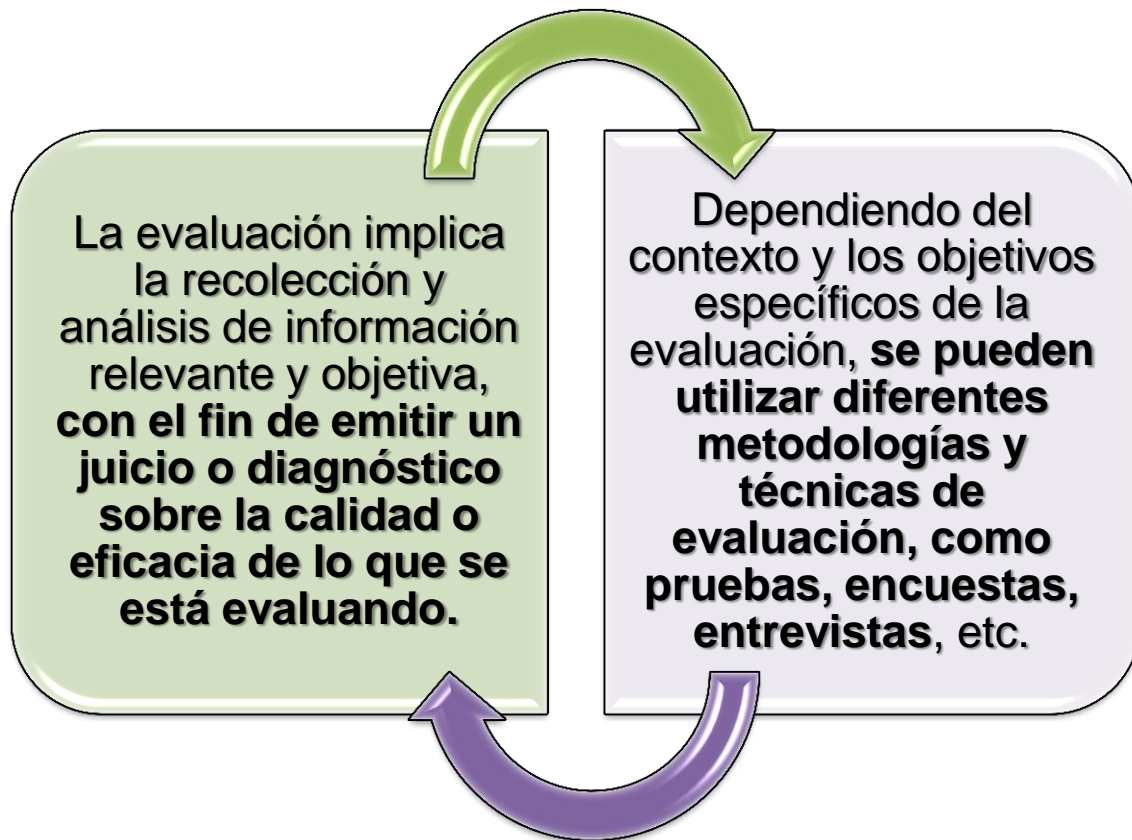 La evaluación implica
la recolección y
análisis de información
relevante y objetiva,
con el fin de emitir un
juicio o diagnóstico
sobre la calidad o
eficacia de lo que se
está evaluando.
Dependiendo del
contexto y los objetivos
específicos de la
evaluación, se pueden
utilizar diferentes
metodologías y
técnicas de
evaluación, como
pruebas, encuestas,
entrevistas, etc.